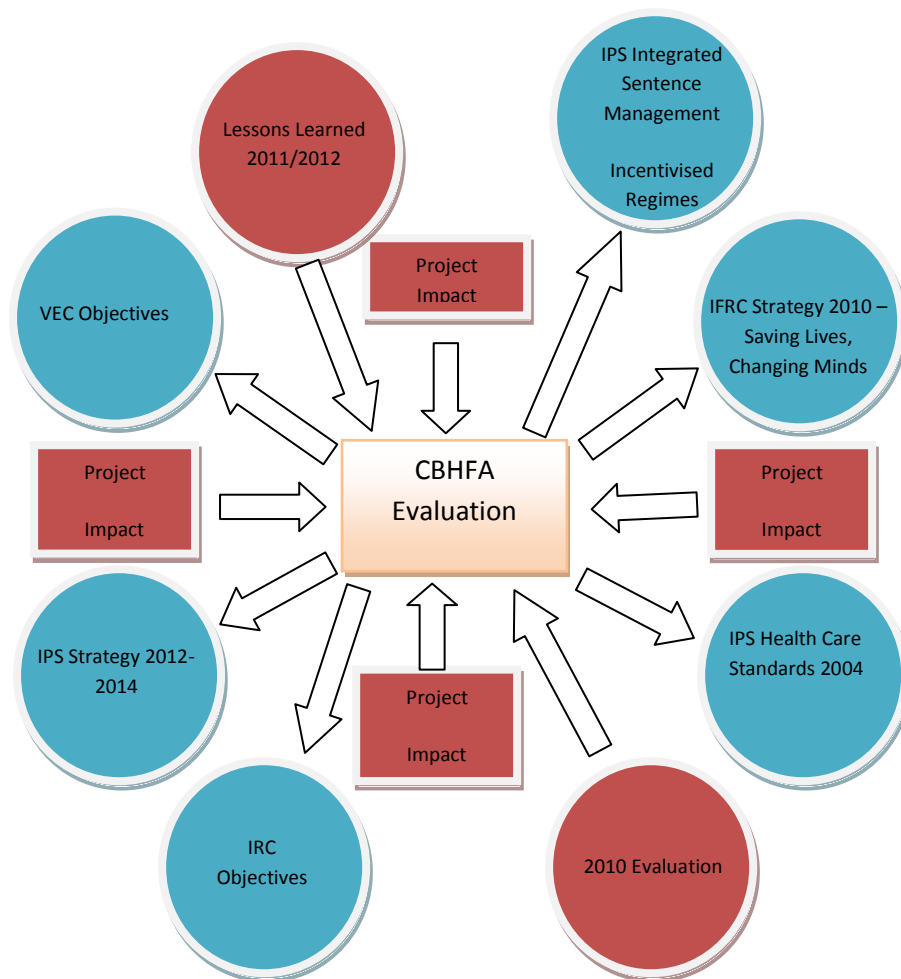 IPS Integrated
Sentence
Management
Incentivised
Regimes
Lessons Learned
2011/2012
Project
Impact
VEC Objectives
IFRC Strategy 2010 –
Saving Lives,
Changing Minds
CBHFA
Evaluation
Project
Impact
Project
Impact
IPS Strategy 2012-
2014
IPS Health Care
Standards 2004
Project
Impact
IRC
Objectives
2010 Evaluation